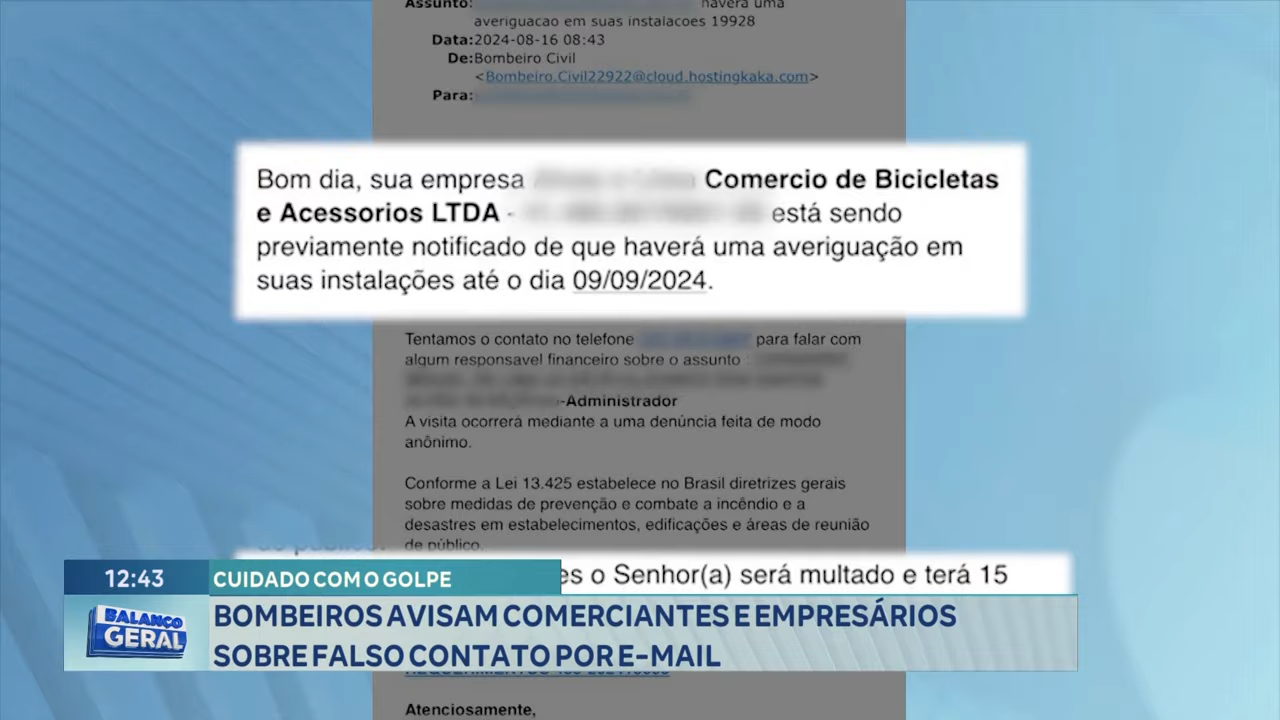 Assunto: haverá uma
averiguacao em suas instalacoes 19928
Data:2024-08-16 08:43
De:Bombeiro Civil
<Bombeiro.Civil22922@cloud.hostingkaka.com>
Para:
Bom dia, sua empresa Comercio de Bicicletas
e Acessorios LTDA - está sendo
previamente notificado de que haverá uma averiguação em
suas instalações até o dia 09/09/2024.
Tentamos o contato no telefone para falar com
algum responsavel financeiro sobre o assunto :
-Administrador
A visita ocorrerá mediante a uma denúncia feita de modo
anônimo.
Conforme a Lei 13.425 estabelece no Brasil diretrizes gerais
sobre medidas de prevenção e combate a incêndio e a
desastres em estabelecimentos, edificações e áreas de reunião
de público.
es o Senhor(a) será multado e terá 15
12:43 CUIDADO COM O GOLPE
BALANÇO GERAL
BOMBEIROS AVISAM COMERCIANTES E EMPRESÁRIOS
SOBRE FALSO CONTATO POR E-MAIL
Atenciosamente,